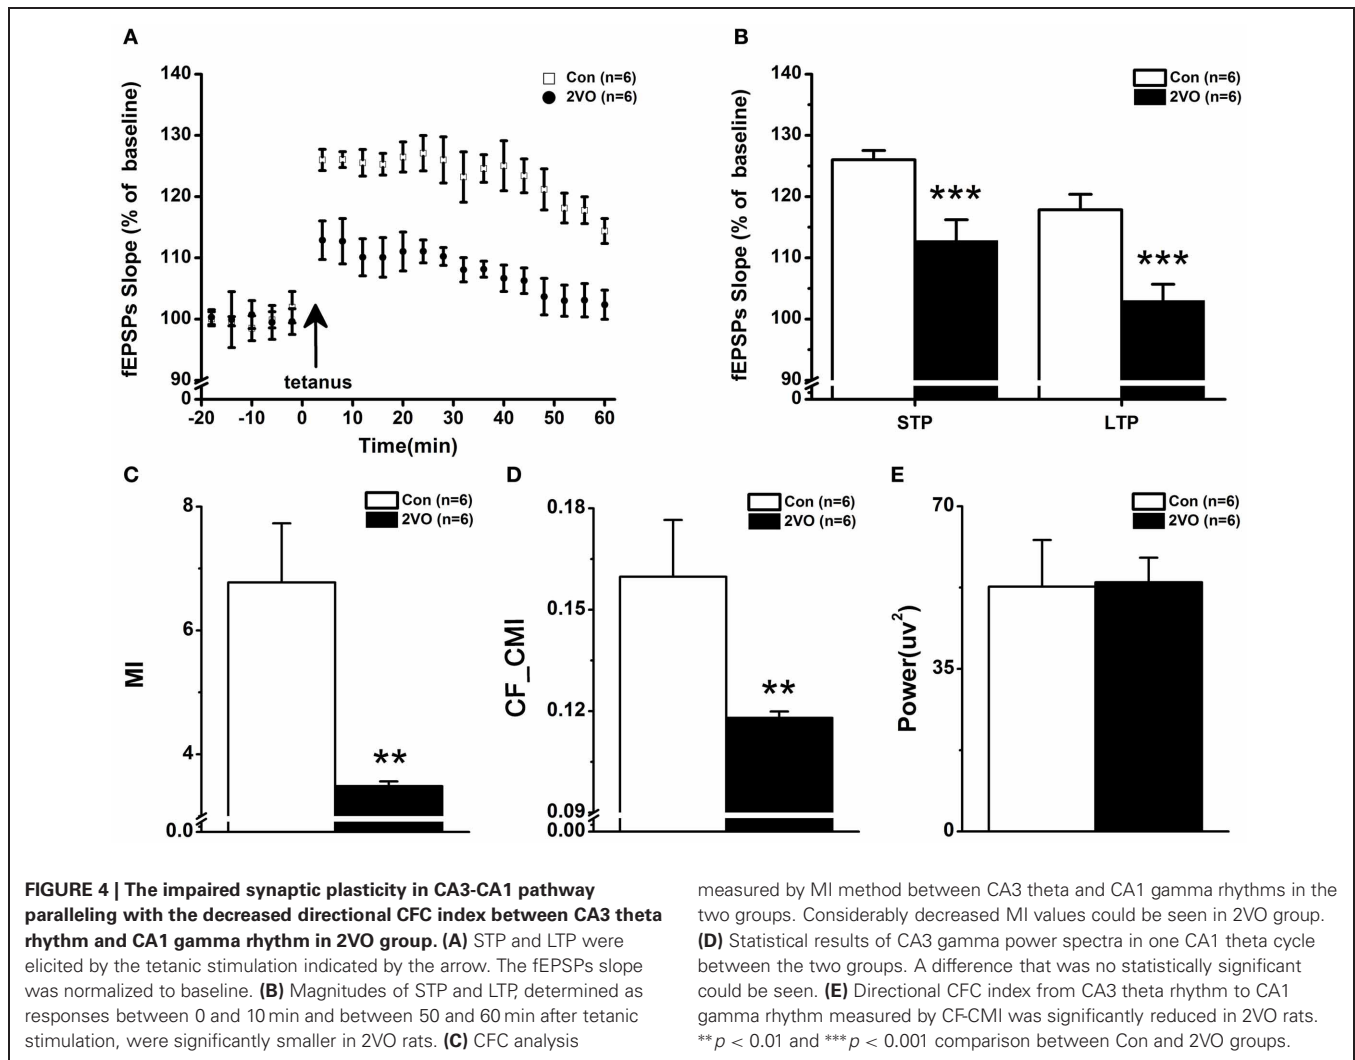 A
140
130
120
110
100
90
0
fEPSPs Slope (% of baseline)
Con (n=6)
2VO (n=6)
tetanus
-20 -10 0 10 20 30 40 50 60
Time(min)
B
140
130
120
110
100
90
0
fEPSPs Slope (% of baseline)
Con (n=6)
2VO (n=6)
***
***
STP LTP
C
8
6
4
0.0
MI
Con (n=6)
2VO (n=6)
**
D
0.18
0.15
0.12
0.09
0.00
CF_CMI
Con (n=6)
2VO (n=6)
**
E
70
35
0
Power(uv²)
Con (n=6)
2VO (n=6)
FIGURE 4 | The impaired synaptic plasticity in CA3-CA1 pathway
paralleling with the decreased directional CFC index between CA3 theta
rhythm and CA1 gamma rhythm in 2VO group. (A) STP and LTP were
elicited by the tetanic stimulation indicated by the arrow. The fEPSPs slope
was normalized to baseline. (B) Magnitudes of STP and LTP, determined as
responses between 0 and 10 min and between 50 and 60 min after tetanic
stimulation, were significantly smaller in 2VO rats. (C) CFC analysis
measured by MI method between CA3 theta and CA1 gamma rhythms in the
two groups. Considerably decreased MI values could be seen in 2VO group.
(D) Statistical results of CA3 gamma power spectra in one CA1 theta cycle
between the two groups. A difference that was no statistically significant
could be seen. (E) Directional CFC index from CA3 theta rhythm to CA1
gamma rhythm measured by CF-CMI was significantly reduced in 2VO rats.
**p < 0.01 and ***p < 0.001 comparison between Con and 2VO groups.